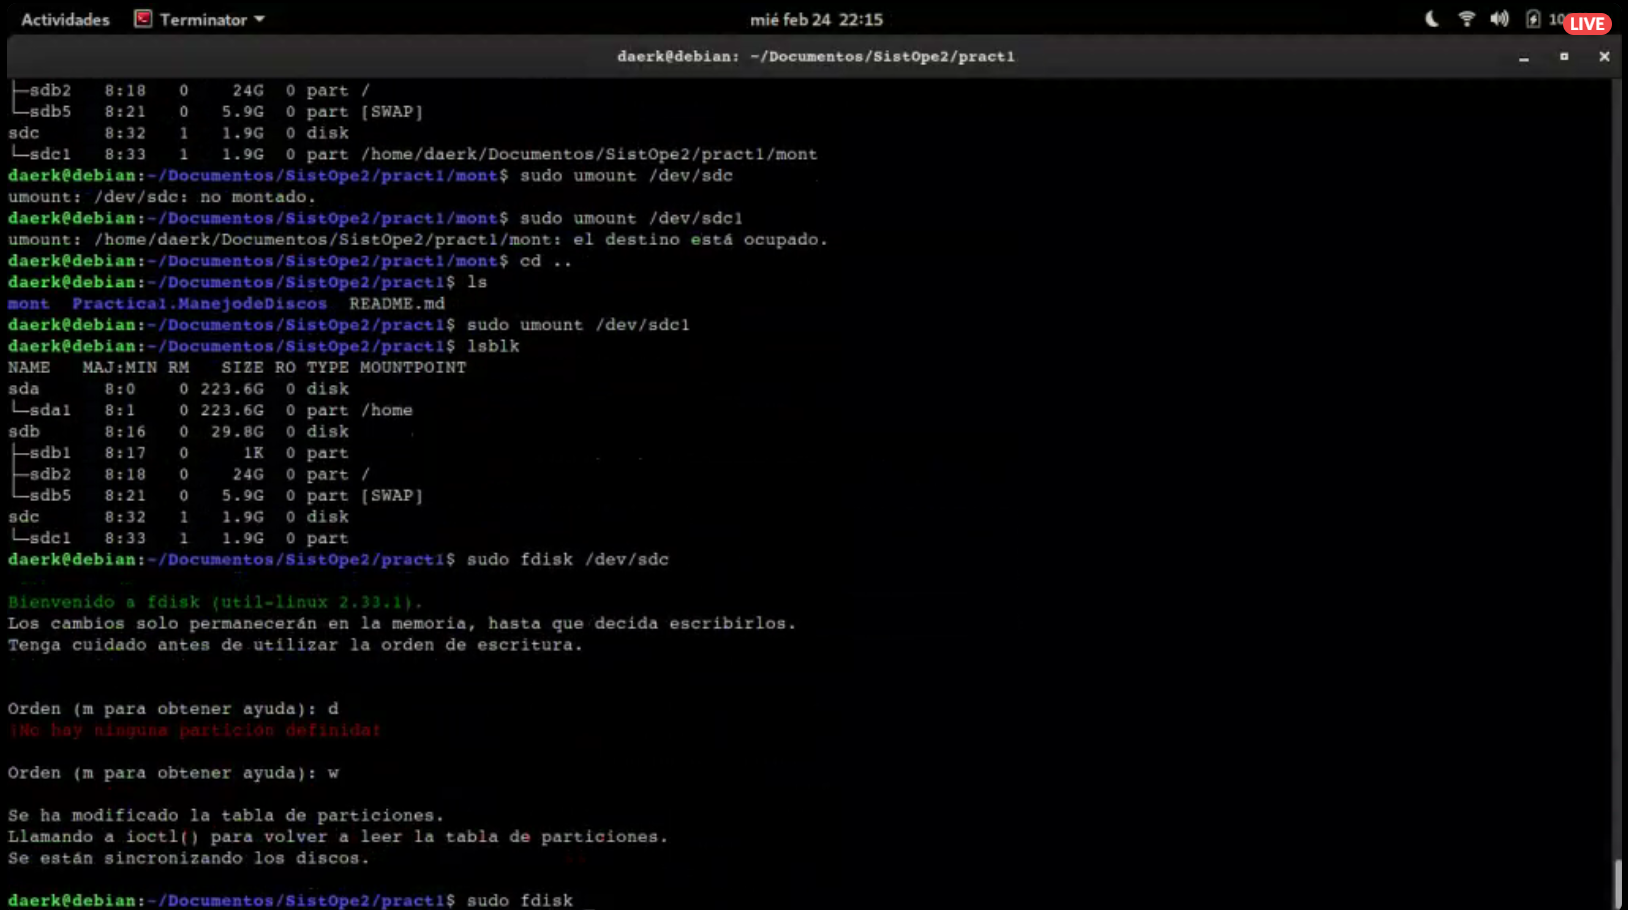 Actividades Terminator mié feb 24 22:15 10 LIVE
daerk@debian: ~/Documentos/SistOpe2/pract1
├─sdb2 8:18 0 24G 0 part /
└─sdb5 8:21 0 5.9G 0 part [SWAP]
sdc 8:32 1 1.9G 0 disk
└─sdc1 8:33 1 1.9G 0 part /home/daerk/Documentos/SistOpe2/pract1/mont
daerk@debian:~/Documentos/SistOpe2/pract1/mont$ sudo umount /dev/sdc
umount: /dev/sdc: no montado.
daerk@debian:~/Documentos/SistOpe2/pract1/mont$ sudo umount /dev/sdc1
umount: /home/daerk/Documentos/SistOpe2/pract1/mont: el destino está ocupado.
daerk@debian:~/Documentos/SistOpe2/pract1/mont$ cd ..
daerk@debian:~/Documentos/SistOpe2/pract1$ ls
mont Practica1.ManejodeDiscos README.md
daerk@debian:~/Documentos/SistOpe2/pract1$ sudo umount /dev/sdc1
daerk@debian:~/Documentos/SistOpe2/pract1$ lsblk
NAME MAJ:MIN RM SIZE RO TYPE MOUNTPOINT
sda 8:0 0 223.6G 0 disk
└─sda1 8:1 0 223.6G 0 part /home
sdb 8:16 0 29.8G 0 disk
├─sdb1 8:17 0 1K 0 part
├─sdb2 8:18 0 24G 0 part /
└─sdb5 8:21 0 5.9G 0 part [SWAP]
sdc 8:32 1 1.9G 0 disk
└─sdc1 8:33 1 1.9G 0 part
daerk@debian:~/Documentos/SistOpe2/pract1$ sudo fdisk /dev/sdc
Bienvenido a fdisk (util-linux 2.33.1).
Los cambios solo permanecerán en la memoria, hasta que decida escribirlos.
Tenga cuidado antes de utilizar la orden de escritura.
Orden (m para obtener ayuda): d
¡No hay ninguna partición definida!
Orden (m para obtener ayuda): w
Se ha modificado la tabla de particiones.
Llamando a ioctl() para volver a leer la tabla de particiones.
Se están sincronizando los discos.
daerk@debian:~/Documentos/SistOpe2/pract1$ sudo fdisk